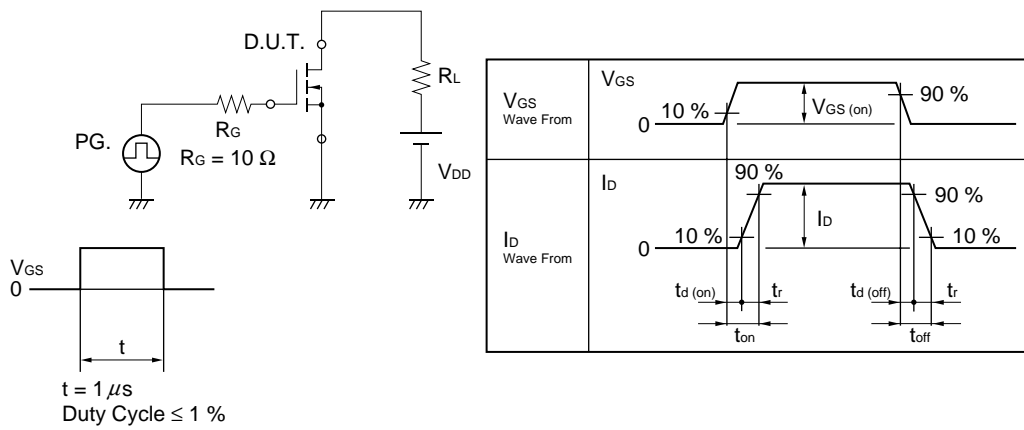 D.U.T.
RL
RG
PG.
RG = 10 Ω
VDD
VGS
0
t
t = 1 μs
Duty Cycle ≤ 1 %
VGS
Wave From
VGS
10 %
0
VGS (on)
90 %
ID
Wave From
ID
90 %
10 %
0
ID
90 %
10 %
td (on)
tr
td (off)
tr
ton
toff